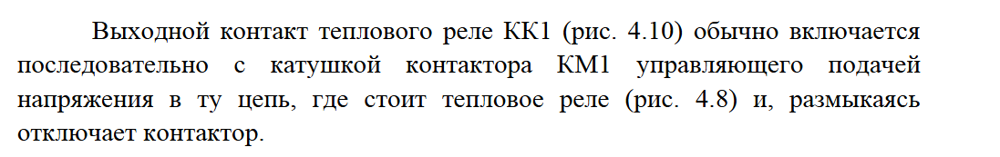 Выходной контакт теплового реле КК1 (рис. 4.10) обычно включается
последовательно с катушкой контактора КМ1 управляющего подачей
напряжения в ту цепь, где стоит тепловое реле (рис. 4.8) и, размыкаясь
отключает контактор.